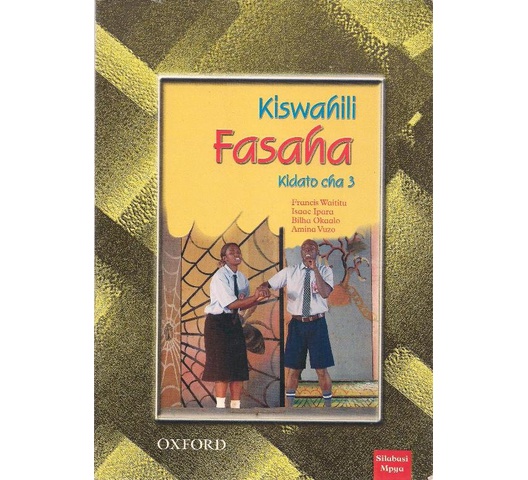 Kiswahili
Fasaha
Kidato cha 3
Francis Waititu
Isaac Ipara
Bilha Okaalo
Amina Vuzo
OXFORD
Silabasi
Mpya